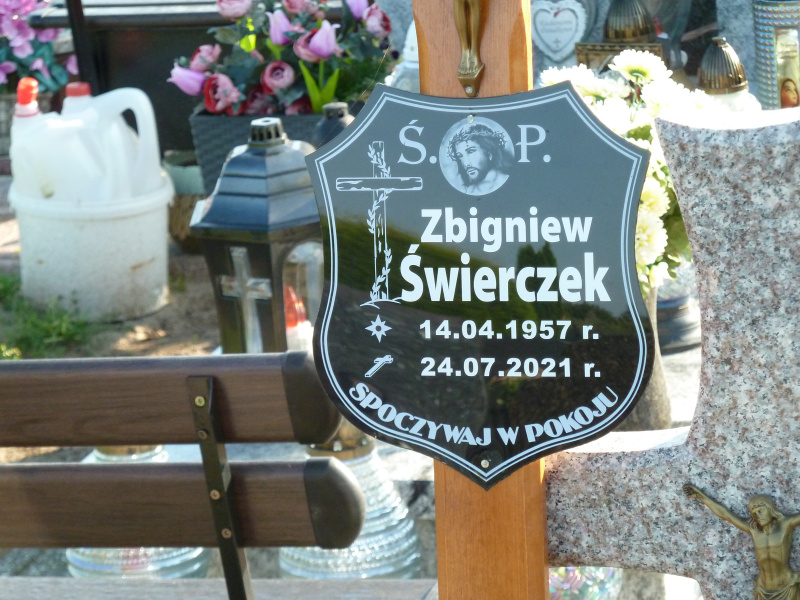 Ś. P.
Zbigniew
Świerczek
14.04.1957 r.
24.07.2021 r.
SPOCZYWAJ W POKOJU